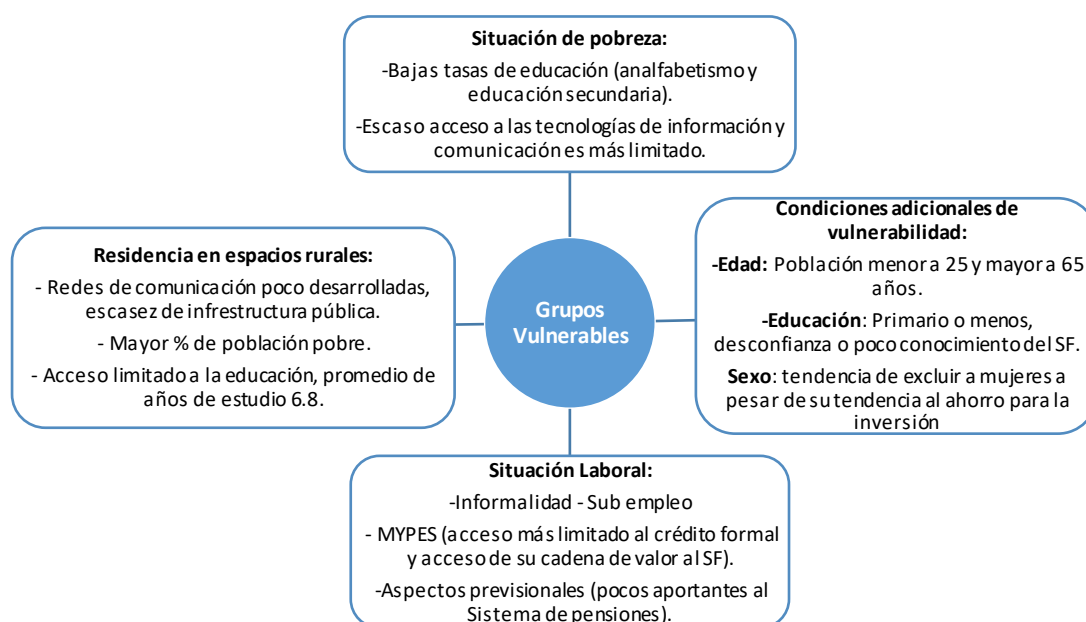 Situación de pobreza:
-Bajas tasas de educación (analfabetismo y
educación secundaria).
-Escaso acceso a las tecnologías de información y
comunicación es más limitado.
Condiciones adicionales de
vulnerabilidad:
-Edad: Población menor a 25 y mayor a 65
años.
-Educación: Primario o menos,
desconfianza o poco conocimiento del SF.
Sexo: tendencia de excluir a mujeres a
pesar de su tendencia al ahorro para la
inversión
Residencia en espacios rurales:
- Redes de comunicación poco desarrolladas,
escasez de infrestructura pública.
- Mayor % de población pobre.
- Acceso limitado a la educación, promedio de
años de estudio 6.8.
Grupos
Vulnerables
Situación Laboral:
-Informalidad - Sub empleo
- MYPES (acceso más limitado al crédito formal
y acceso de su cadena de valor al SF).
-Aspectos previsionales (pocos aportantes al
Sistema de pensiones).